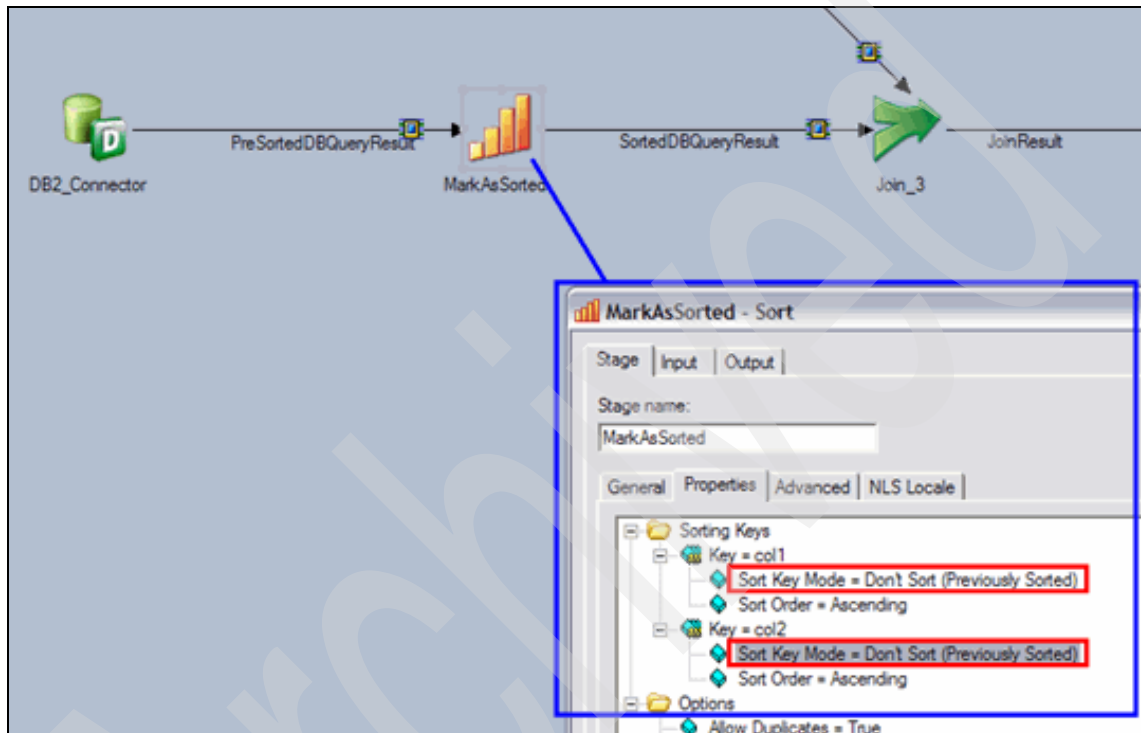 PreSortedDBQueryResult
SortedDBQueryResult
JoinResult
DB2_Connector
MarkAsSorted
Join_3
MarkAsSorted - Sort
Stage Input Output
Stage name:
MarkAsSorted
General Properties Advanced NLS Locale
Sorting Keys
Key = col1
Sort Key Mode = Don't Sort (Previously Sorted)
Sort Order = Ascending
Key = col2
Sort Key Mode = Don't Sort (Previously Sorted)
Sort Order = Ascending
Options
Allow Duplicates = True
Archived